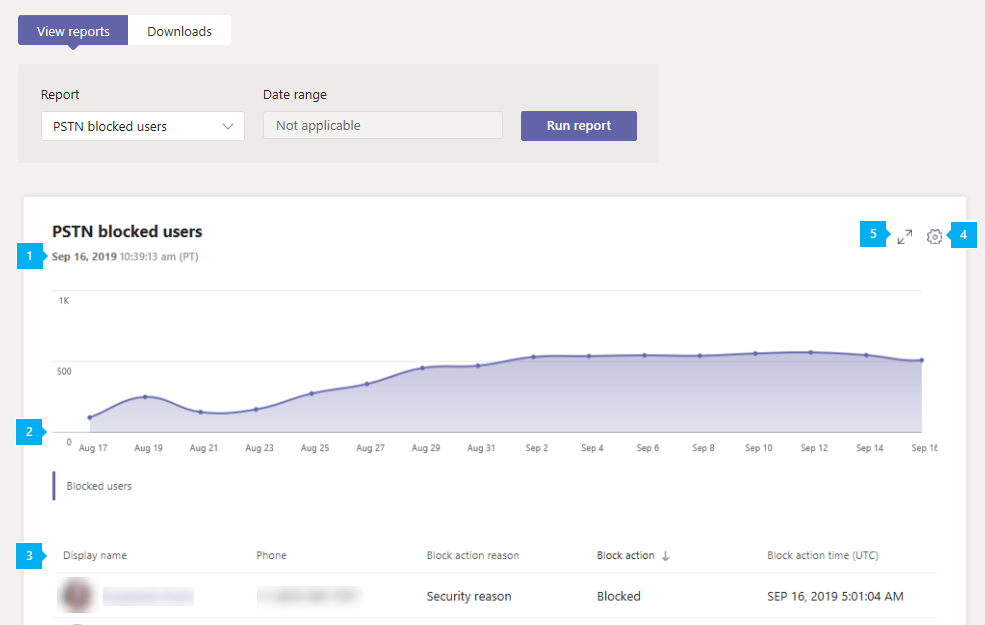 View reports Downloads
Report Date range
PSTN blocked users Not applicable Run report
PSTN blocked users
5 4
1 Sep 16, 2019 10:39:13 am (PT)
1K
500
2 0
Aug 17 Aug 19 Aug 21 Aug 23 Aug 25 Aug 27 Aug 29 Aug 31 Sep 2 Sep 4 Sep 6 Sep 8 Sep 10 Sep 12 Sep 14 Sep 16
Blocked users
3 Display name Phone Block action reason Block action Block action time (UTC)
Security reason Blocked SEP 16, 2019 5:01:04 AM